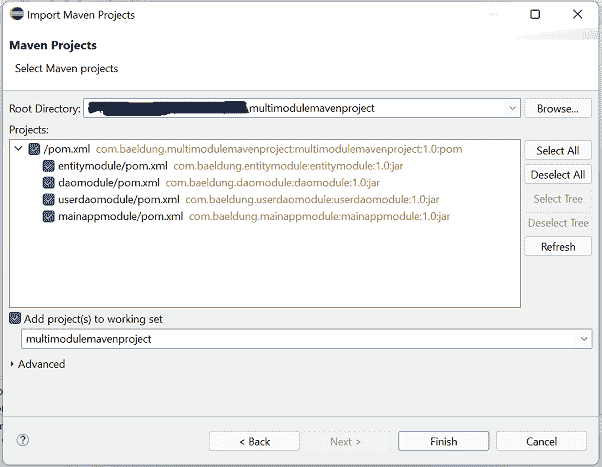 Import Maven Projects
Maven Projects
Select Maven projects
Root Directory: multimodulemavenproject Browse...
Projects:
/pom.xml com.baeldung.multimodulemavenproject:multimodulemavenproject:1.0:pom
entitymodule/pom.xml com.baeldung.entitymodule:entitymodule:1.0:jar
daomodule/pom.xml com.baeldung.daomodule:daomodule:1.0:jar
userdaomodule/pom.xml com.baeldung.userdaomodule:userdaomodule:1.0:jar
mainappmodule/pom.xml com.baeldung.mainappmodule:mainappmodule:1.0:jar
Select All
Deselect All
Select Tree
Deselect Tree
Refresh
Add project(s) to working set
multimodulemavenproject
Advanced
? < Back Next > Finish Cancel